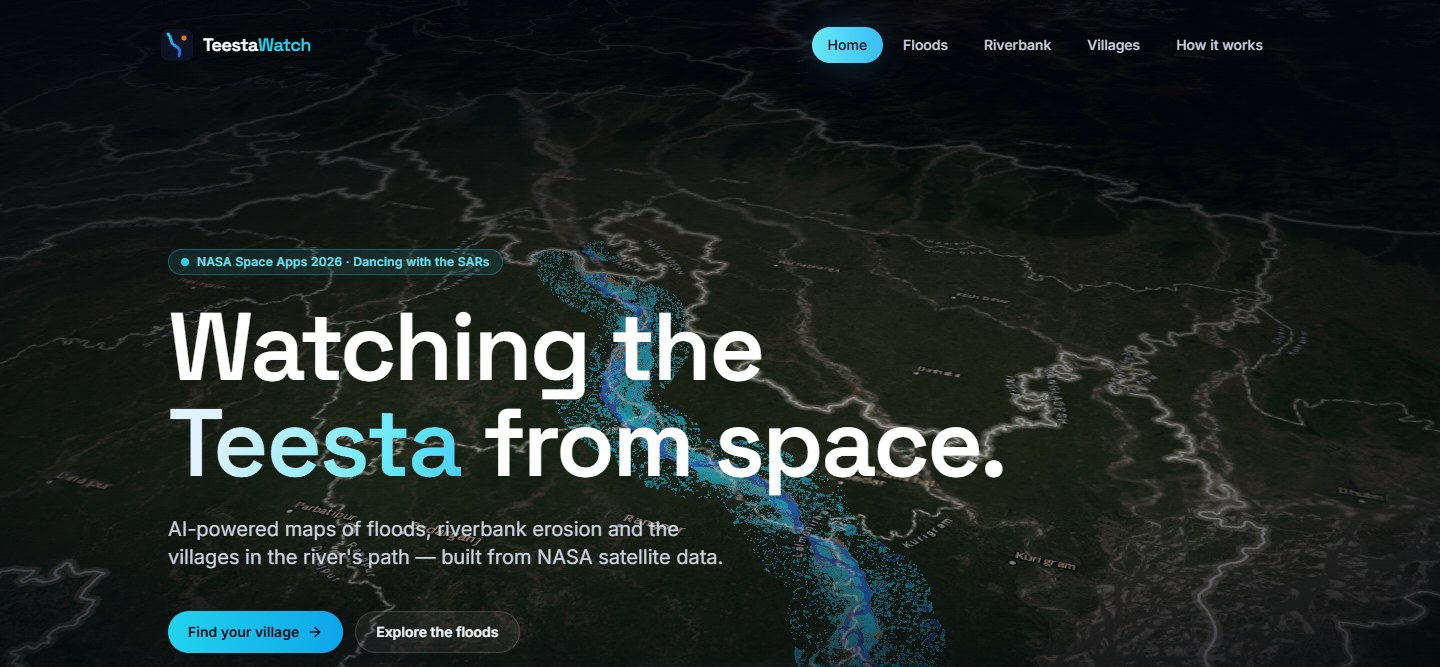 TeestaWatch
Home
Floods
Riverbank
Villages
How it works
NASA Space Apps 2026 · Dancing with the SARs
Watching the
Teesta from space.
AI-powered maps of floods, riverbank erosion and the
villages in the river's path — built from NASA satellite data.
Parbatipur
Kurigram
Kurigram
Find your village →
Explore the floods